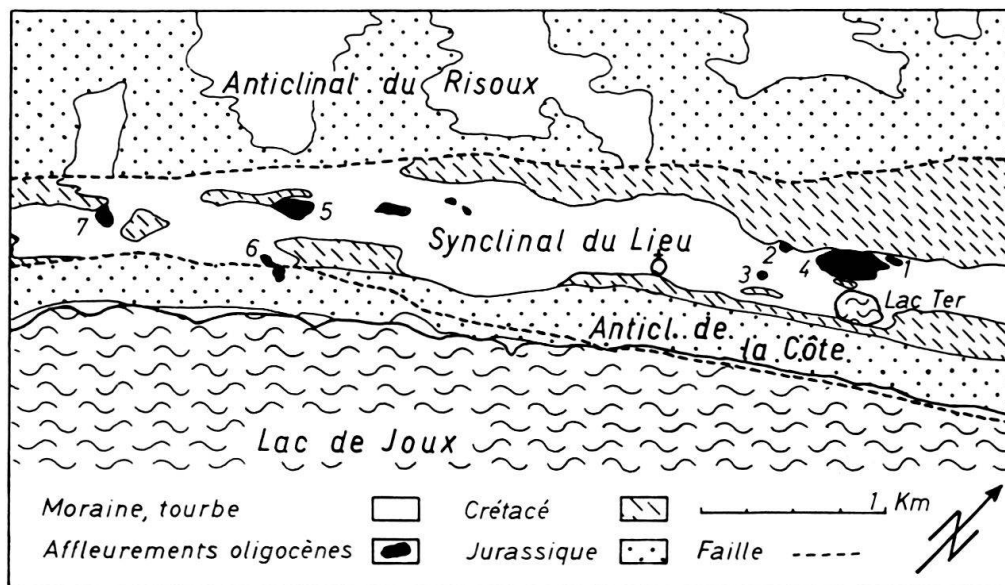 Anticlinal du Risoux
5
7
Synclinal du Lieu
2
4
1
6
3
Lac Ter
Anticl. de
la Côte.
Lac de Joux
Moraine, tourbe
Crétacé
1 Km
Affleurements oligocènes
Jurassique
Faille
N